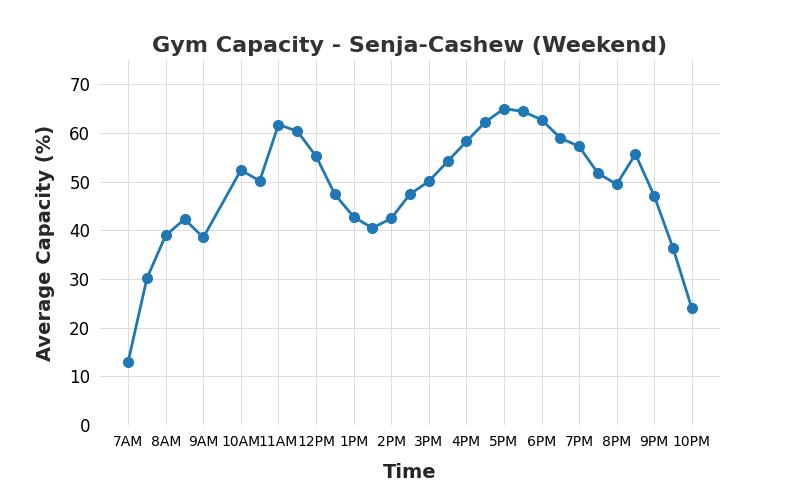 Gym Capacity - Senja-Cashew (Weekend)
Average Capacity (%)
70
60
50
40
30
20
10
0
7AM 8AM 9AM 10AM 11AM 12PM 1PM 2PM 3PM 4PM 5PM 6PM 7PM 8PM 9PM 10PM
Time